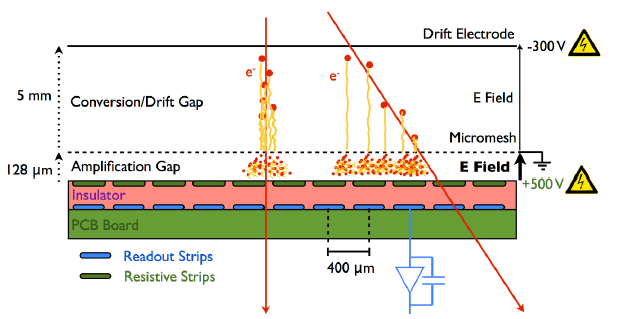 Drift Electrode
-300 V
e-
e-
5 mm
Conversion/Drift Gap
E Field
Micromesh
128 μm
Amplification Gap
E Field
+500 V
Insulator
PCB Board
Readout Strips
400 μm
Resistive Strips